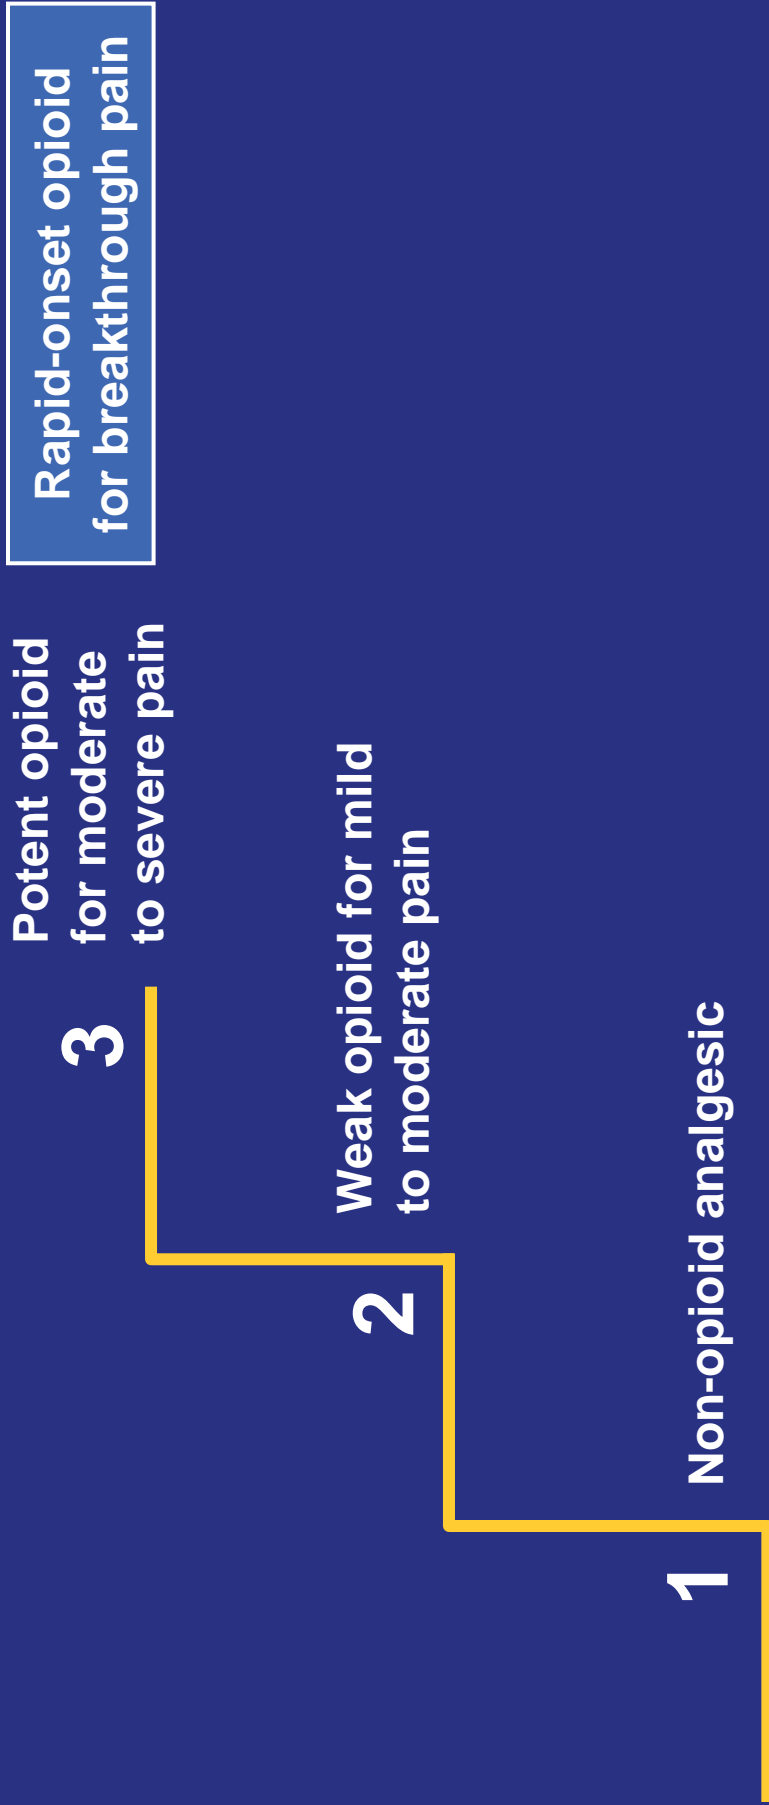 3
Potent opioid
for moderate
to severe pain
Rapid-onset opioid
for breakthrough pain
2
Weak opioid for mild
to moderate pain
1
Non-opioid analgesic